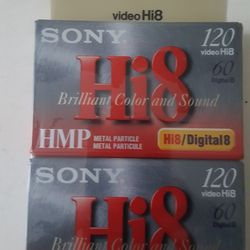 video Hi8
SONY 120
video Hi8
Hi8 60
Digital8
Brilliant Color and Sound
HMP METAL PARTICLE
METAL PARTICULE
Hi8/Digital8
SONY 120
video Hi8
Hi8 60
Digital8
Brilliant Color and Sound